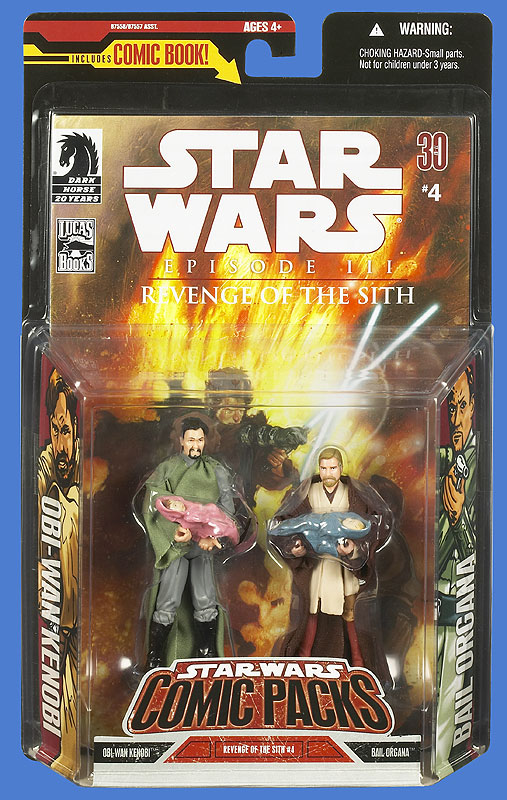 87558/87557 ASST.
AGES 4+
INCLUDES COMIC BOOK!
WARNING:
CHOKING HAZARD-Small parts.
Not for children under 3 years.
DARK
HORSE
20 YEARS
LUCAS
BOOKS
STAR
WARS
30
#4
EPISODE III
REVENGE OF THE SITH
OBI-WAN KENOBI
BAIL ORGANA
STAR WARS
COMIC PACKS
OBI-WAN KENOBI™
REVENGE OF THE SITH #4
BAIL ORGANA™